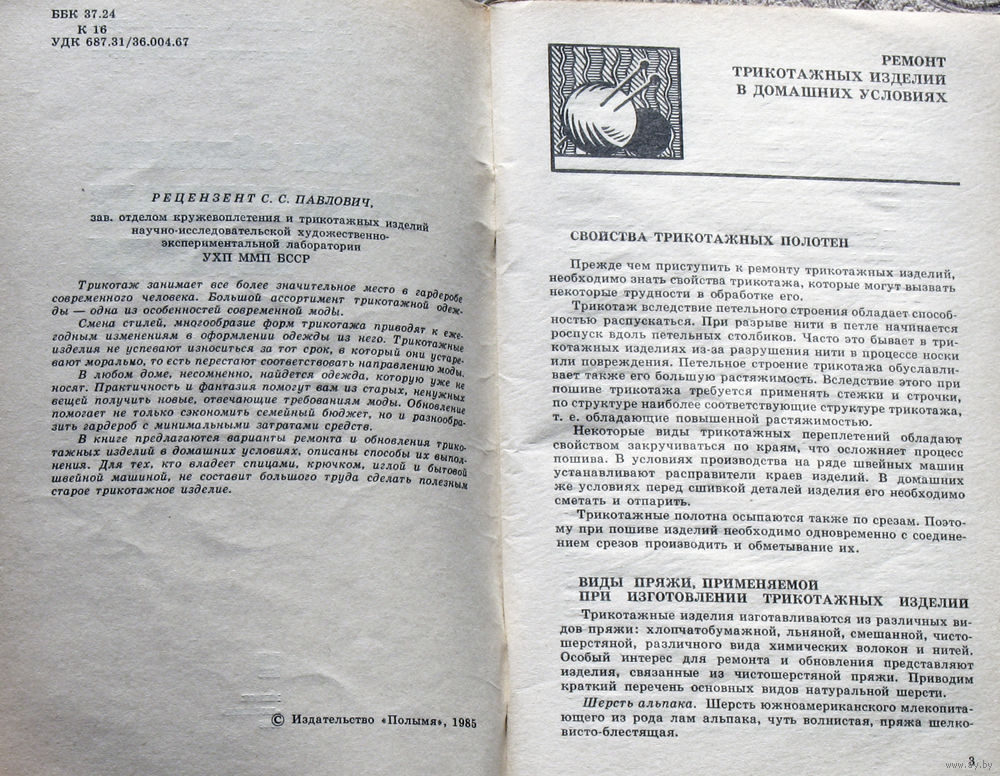 ББК 37.24
К 16
УДК 687.31/36.004.67
РЕЦЕНЗЕНТ С. С. ПАВЛОВИЧ,
зав. отделом кружевоплетения и трикотажных изделий
научно-исследовательской художественно-
экспериментальной лаборатории
УХП ММП БССР
Трикотаж занимает все более значительное место в гардеробе
современного человека. Большой ассортимент трикотажной одеж-
ды — одна из особенностей современной моды.
Смена стилей, многообразие форм трикотажа приводят к еже-
годным изменениям в оформлении одежды из него. Трикотажные
изделия не успевают износиться за тот срок, в который они устаре-
вают морально, то есть перестают соответствовать направлению моды.
В любом доме, несомненно, найдется одежда, которую уже не
носят. Практичность и фантазия помогут вам из старых, ненужных
вещей получить новые, отвечающие требованиям моды. Обновление
помогает не только сэкономить семейный бюджет, но и разнообра-
зить гардероб с минимальными затратами средств.
В книге предлагаются варианты ремонта и обновления трико-
тажных изделий в домашних условиях, описаны способы их выпол-
нения. Для тех, кто владеет спицами, крючком, иглой и бытовой
швейной машиной, не составит большого труда сделать полезным
старое трикотажное изделие.
© Издательство «Полымя», 1985
РЕМОНТ
ТРИКОТАЖНЫХ ИЗДЕЛИЙ
В ДОМАШНИХ УСЛОВИЯХ
СВОЙСТВА ТРИКОТАЖНЫХ ПОЛОТЕН
Прежде чем приступить к ремонту трикотажных изделий,
необходимо знать свойства трикотажа, которые могут вызвать
некоторые трудности в обработке его.
Трикотаж вследствие петельного строения обладает способ-
ностью распускаться. При разрыве нити в петле начинается
роспуск вдоль петельных столбиков. Часто это бывает в три-
котажных изделиях из-за разрушения нити в процессе носки
или повреждения. Петельное строение трикотажа обуславли-
вает также его большую растяжимость. Вследствие этого при
пошиве трикотажа требуется применять стежки и строчки,
по структуре наиболее соответствующие структуре трикотажа,
т. е. обладающие повышенной растяжимостью.
Некоторые виды трикотажных переплетений обладают
свойством закручиваться по краям, что осложняет процесс
пошива. В условиях производства на ряде швейных машин
устанавливают расправители краев изделий. В домашних
же условиях перед сшивкой деталей изделия его необходимо
сметать и отпарить.
Трикотажные полотна осыпаются также по срезам. Поэто-
му при пошиве изделий необходимо одновременно с соедине-
нием срезов производить и обметывание их.
ВИДЫ ПРЯЖИ, ПРИМЕНЯЕМОЙ
ПРИ ИЗГОТОВЛЕНИИ ТРИКОТАЖНЫХ ИЗДЕЛИЙ
Трикотажные изделия изготавливаются из различных ви-
дов пряжи: хлопчатобумажной, льняной, смешанной, чисто-
шерстяной, различного вида химических волокон и нитей.
Особый интерес для ремонта и обновления представляют
изделия, связанные из чистошерстяной пряжи. Приводим
краткий перечень основных видов натуральной шерсти.
Шерсть альпака. Шерсть южноамериканского млекопита-
ющего из рода лам альпака, чуть волнистая, пряжа шелко-
висто-блестящая.
3
www.ay.by